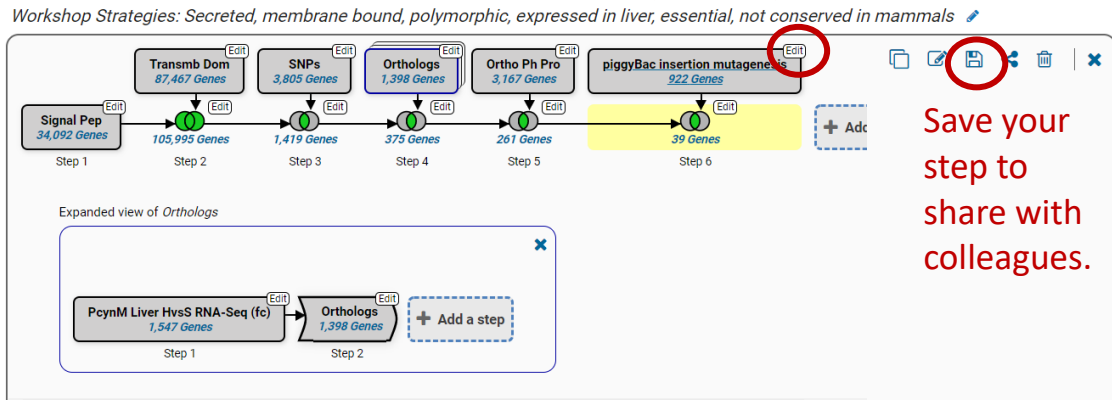 Workshop Strategies: Secreted, membrane bound, polymorphic, expressed in liver, essential, not conserved in mammals
Edit
Edit
Edit
Edit
Edit
Transmb Dom
87,467 Genes
SNPs
3,805 Genes
Orthologs
1,398 Genes
Ortho Ph Pro
3,167 Genes
piggyBac insertion mutagenesis
922 Genes
Edit
Edit
Edit
Edit
Edit
Edit
Signal Pep
34,092 Genes
105,995 Genes
1,419 Genes
375 Genes
261 Genes
39 Genes
Add
Step 1
Step 2
Step 3
Step 4
Step 5
Step 6
Save your
step to
share with
colleagues.
Expanded view of Orthologs
Edit
Edit
PcynM Liver HvsS RNA-Seq (fc)
1,547 Genes
Orthologs
1,398 Genes
Add a step
Step 1
Step 2